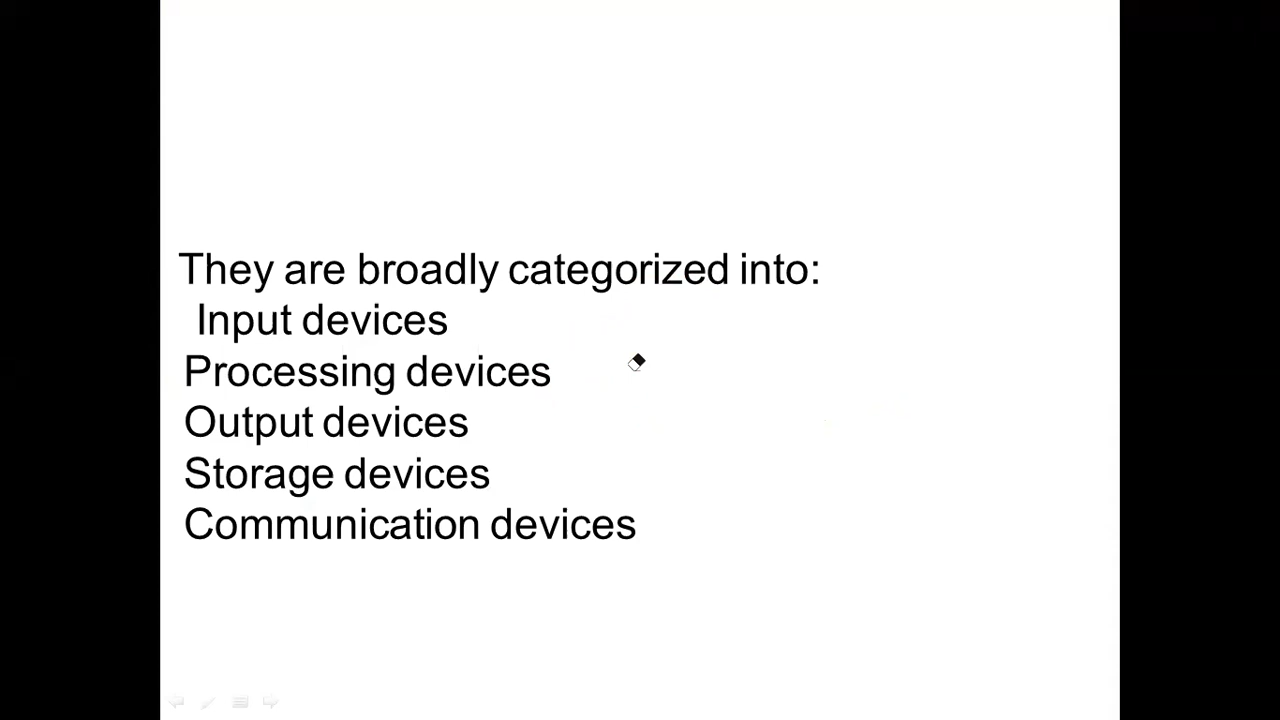 They are broadly categorized into:
Input devices
Processing devices
Output devices
Storage devices
Communication devices